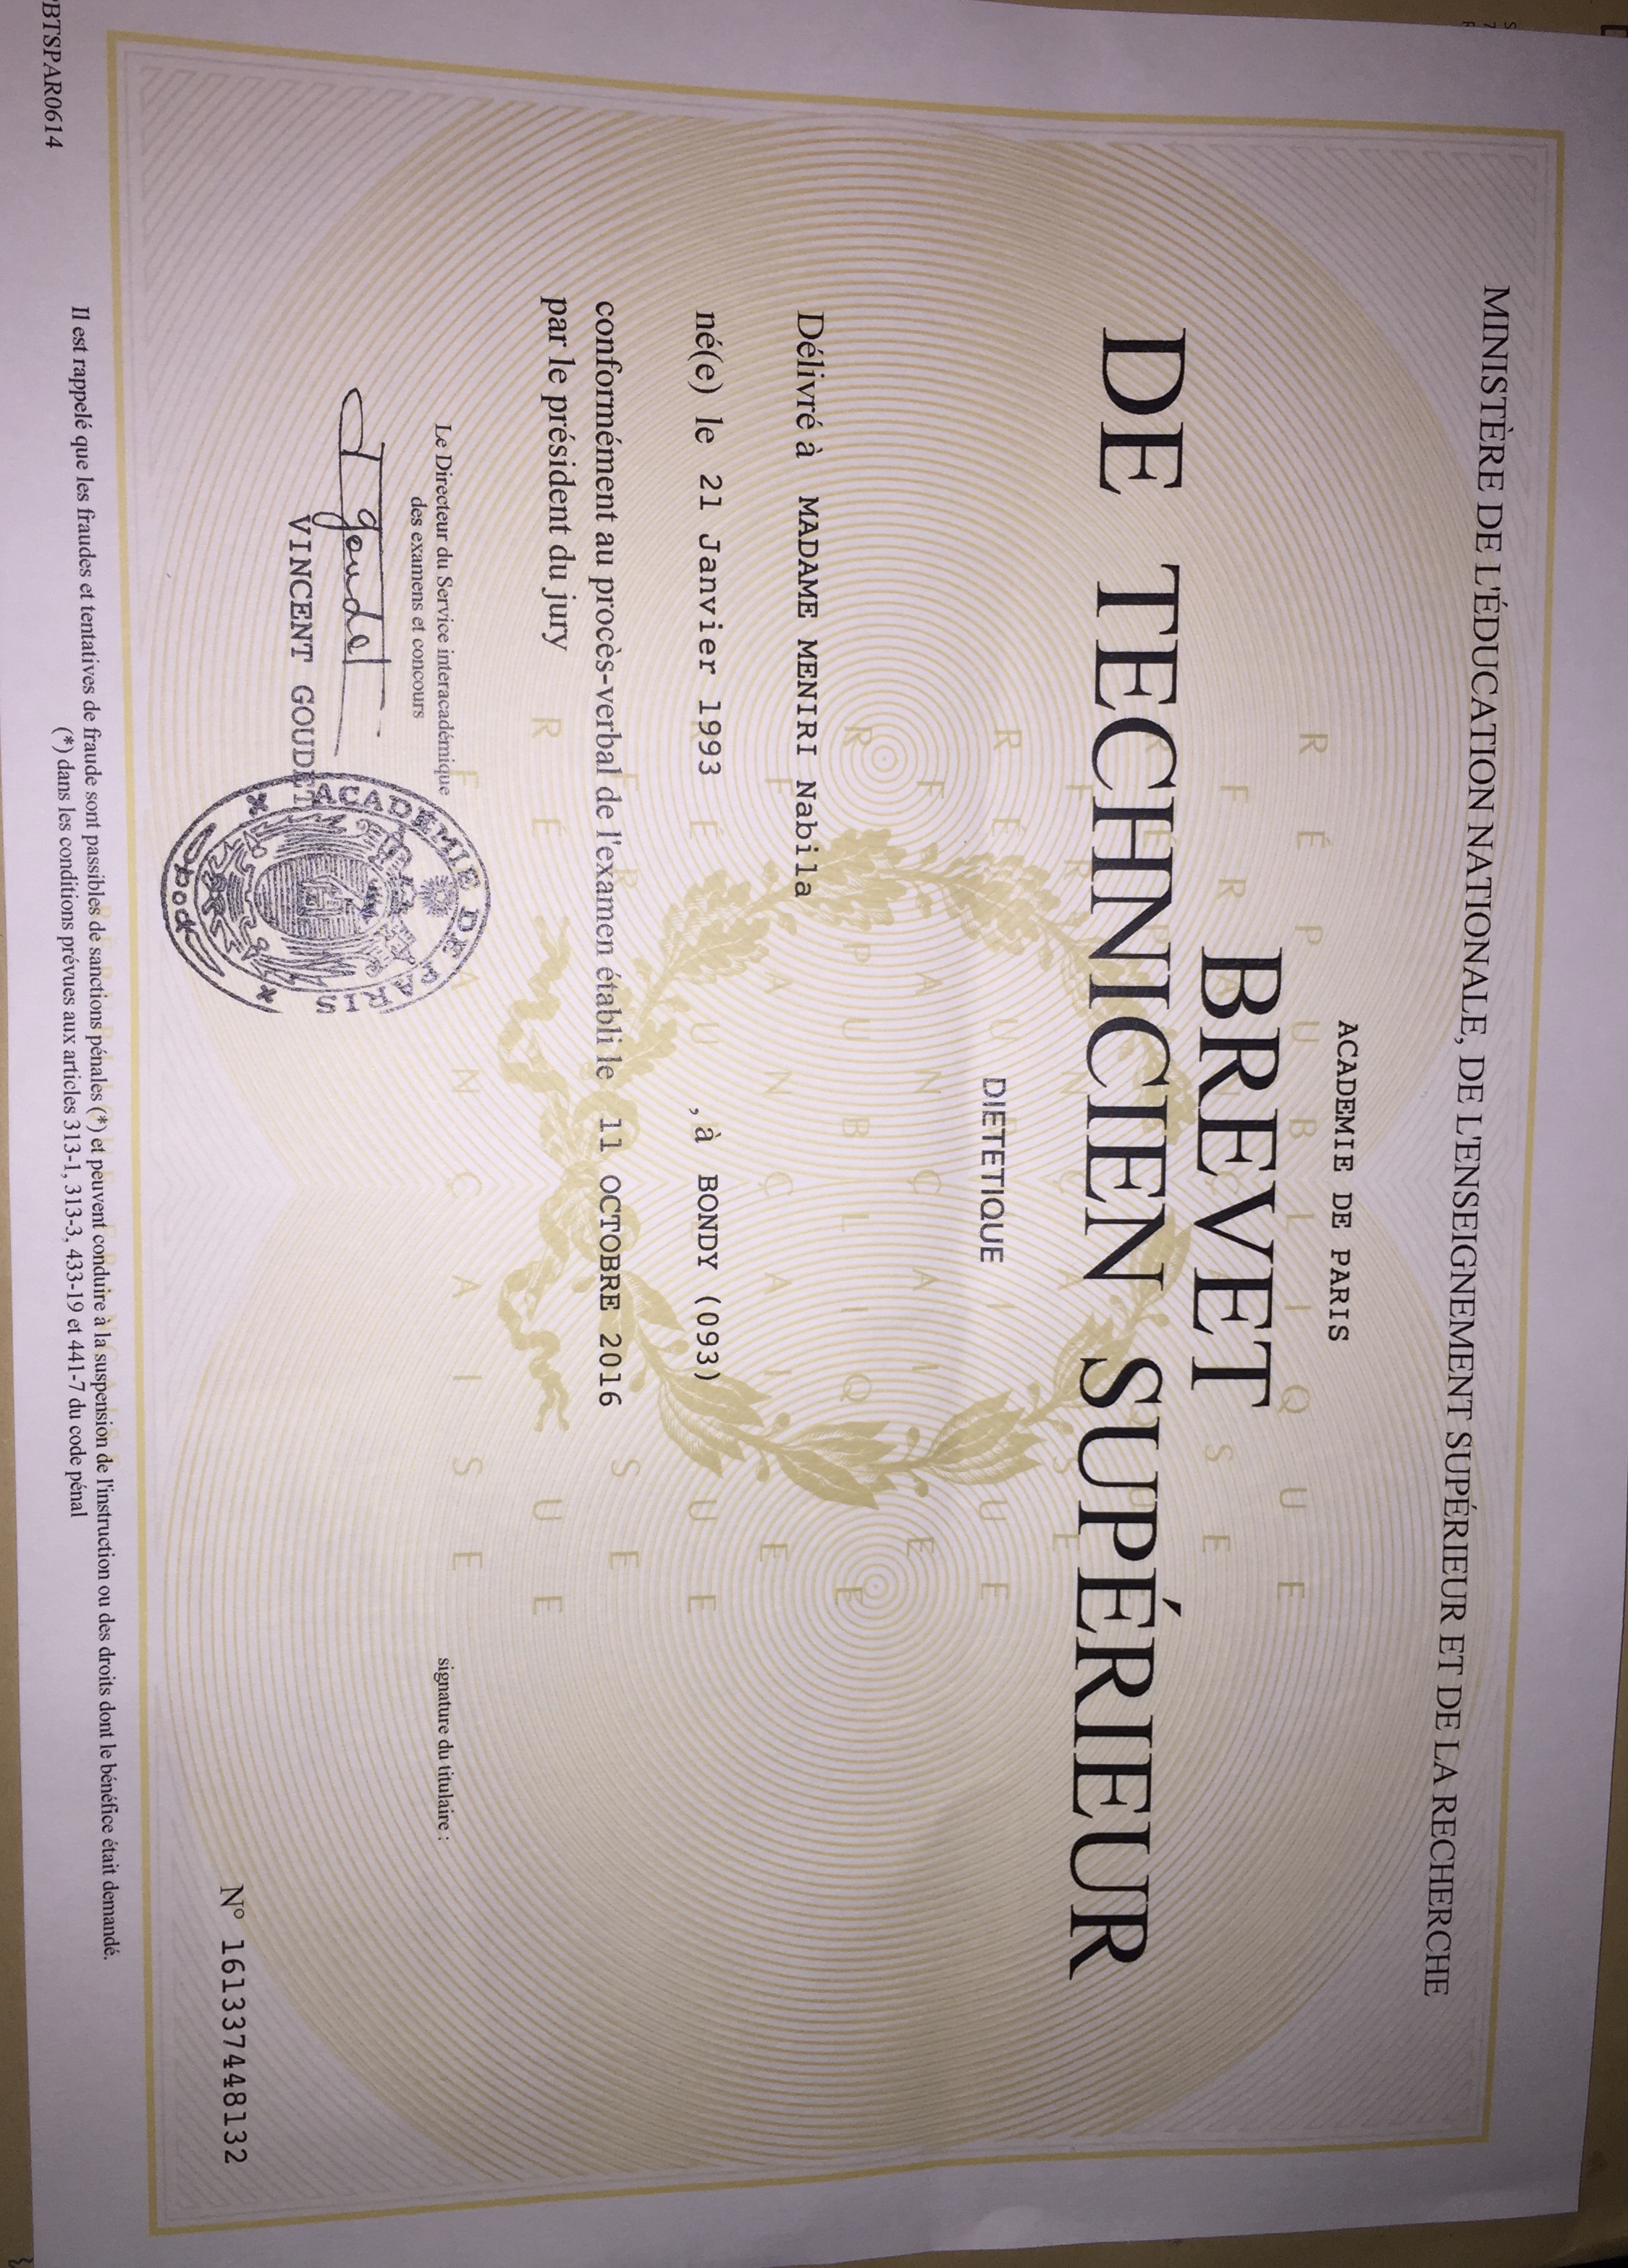 MINISTÈRE DE L'ÉDUCATION NATIONALE, DE L'ENSEIGNEMENT SUPÉRIEUR ET DE LA RECHERCHE
ACADEMIE DE PARIS
BREVET
DE TECHNICIEN SUPÉRIEUR
DIETETIQUE
Délivré à MADAME MENIRI Nabila
né(e) le 21 Janvier 1993 , à BONDY (093)
conformément au procès-verbal de l'examen établi le 11 OCTOBRE 2016
par le président du jury
Le Directeur du Service interacadémique
des examens et concours
signature du titulaire :
VINCENT GOUDET
ACADÉMIE DE PARIS
N° 161337448132
Il est rappelé que les fraudes et tentatives de fraude sont passibles de sanctions pénales (*) et peuvent conduire à la suspension de l'instruction ou des droits dont le bénéfice était demandé.
(*) dans les conditions prévues aux articles 313-1, 313-3, 433-19 et 441-7 du code pénal
BTSPAR0614